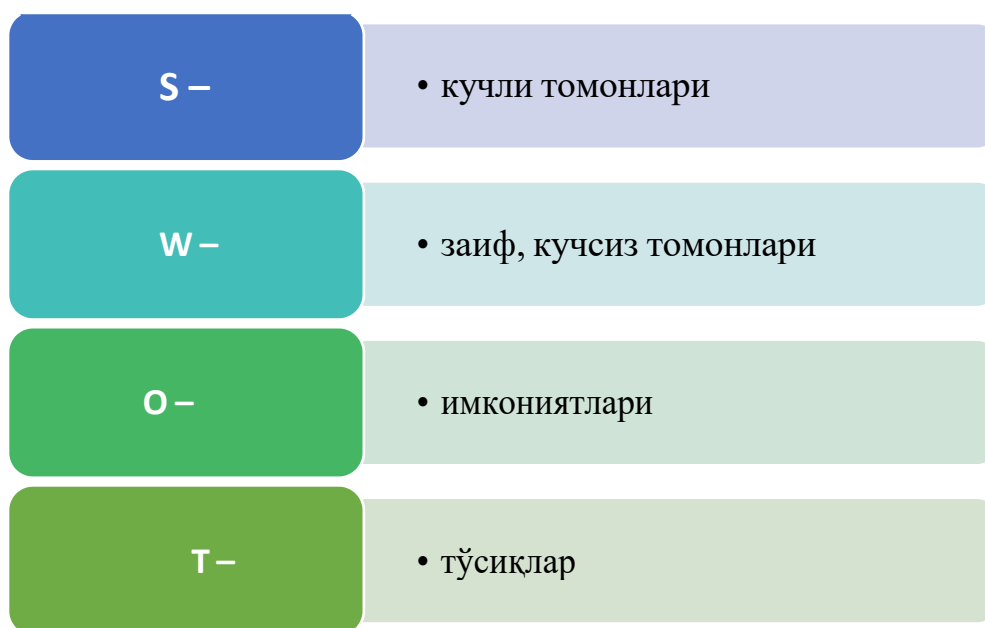 S –
• кучли томонлари
W –
• заиф, кучсиз томонлари
O –
• имкониятлари
T –
• тўсиқлар